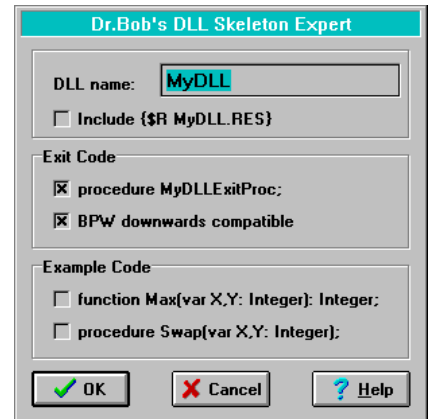 Dr.Bob's DLL Skeleton Expert
DLL name: MyDLL
Include {$R MyDLL.RES}
Exit Code
procedure MyDLLExitProc;
BPW downwards compatible
Example Code
function Max(var X,Y: Integer): Integer;
procedure Swap(var X,Y: Integer);
OK Cancel Help